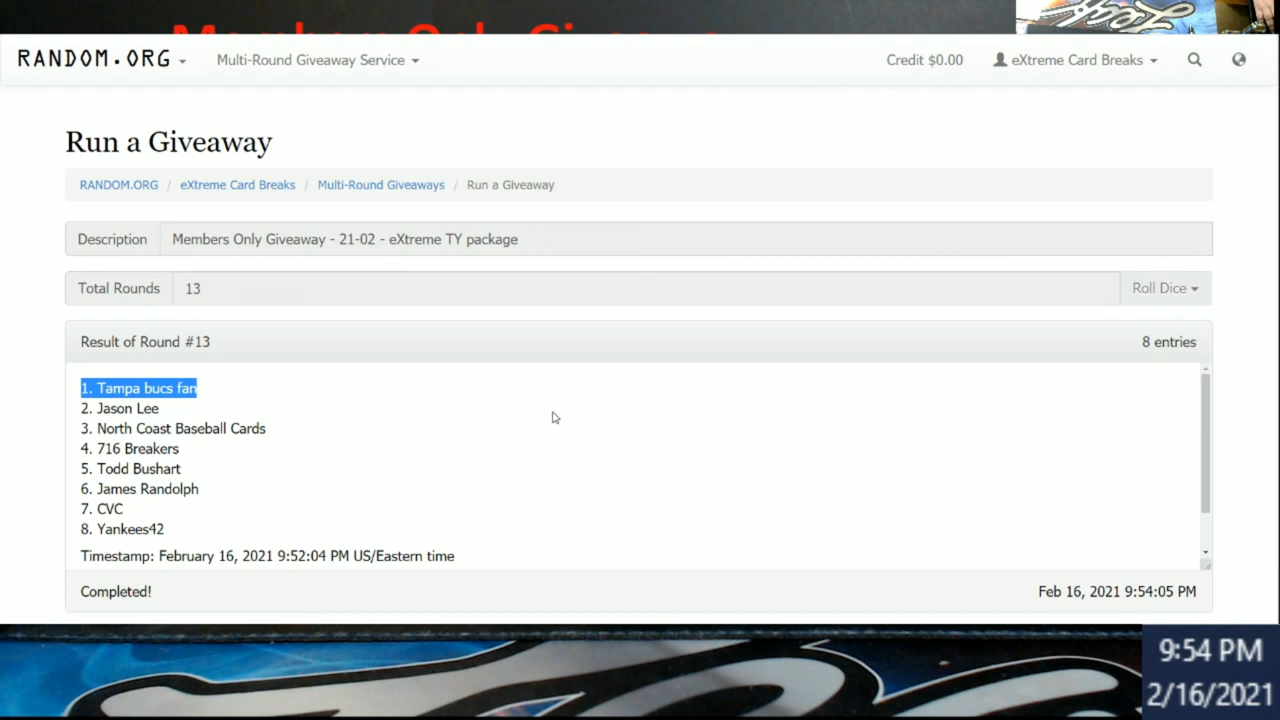 RANDOM.ORG
Multi-Round Giveaway Service
Credit $0.00
eXtreme Card Breaks
Run a Giveaway
RANDOM.ORG / eXtreme Card Breaks / Multi-Round Giveaways / Run a Giveaway
Description Members Only Giveaway - 21-02 - eXtreme TY package
Total Rounds 13 Roll Dice
Result of Round #13 8 entries
1. Tampa bucs fan
2. Jason Lee
3. North Coast Baseball Cards
4. 716 Breakers
5. Todd Bushart
6. James Randolph
7. CVC
8. Yankees42
Timestamp: February 16, 2021 9:52:04 PM US/Eastern time
Completed! Feb 16, 2021 9:54:05 PM
9:54 PM
2/16/2021